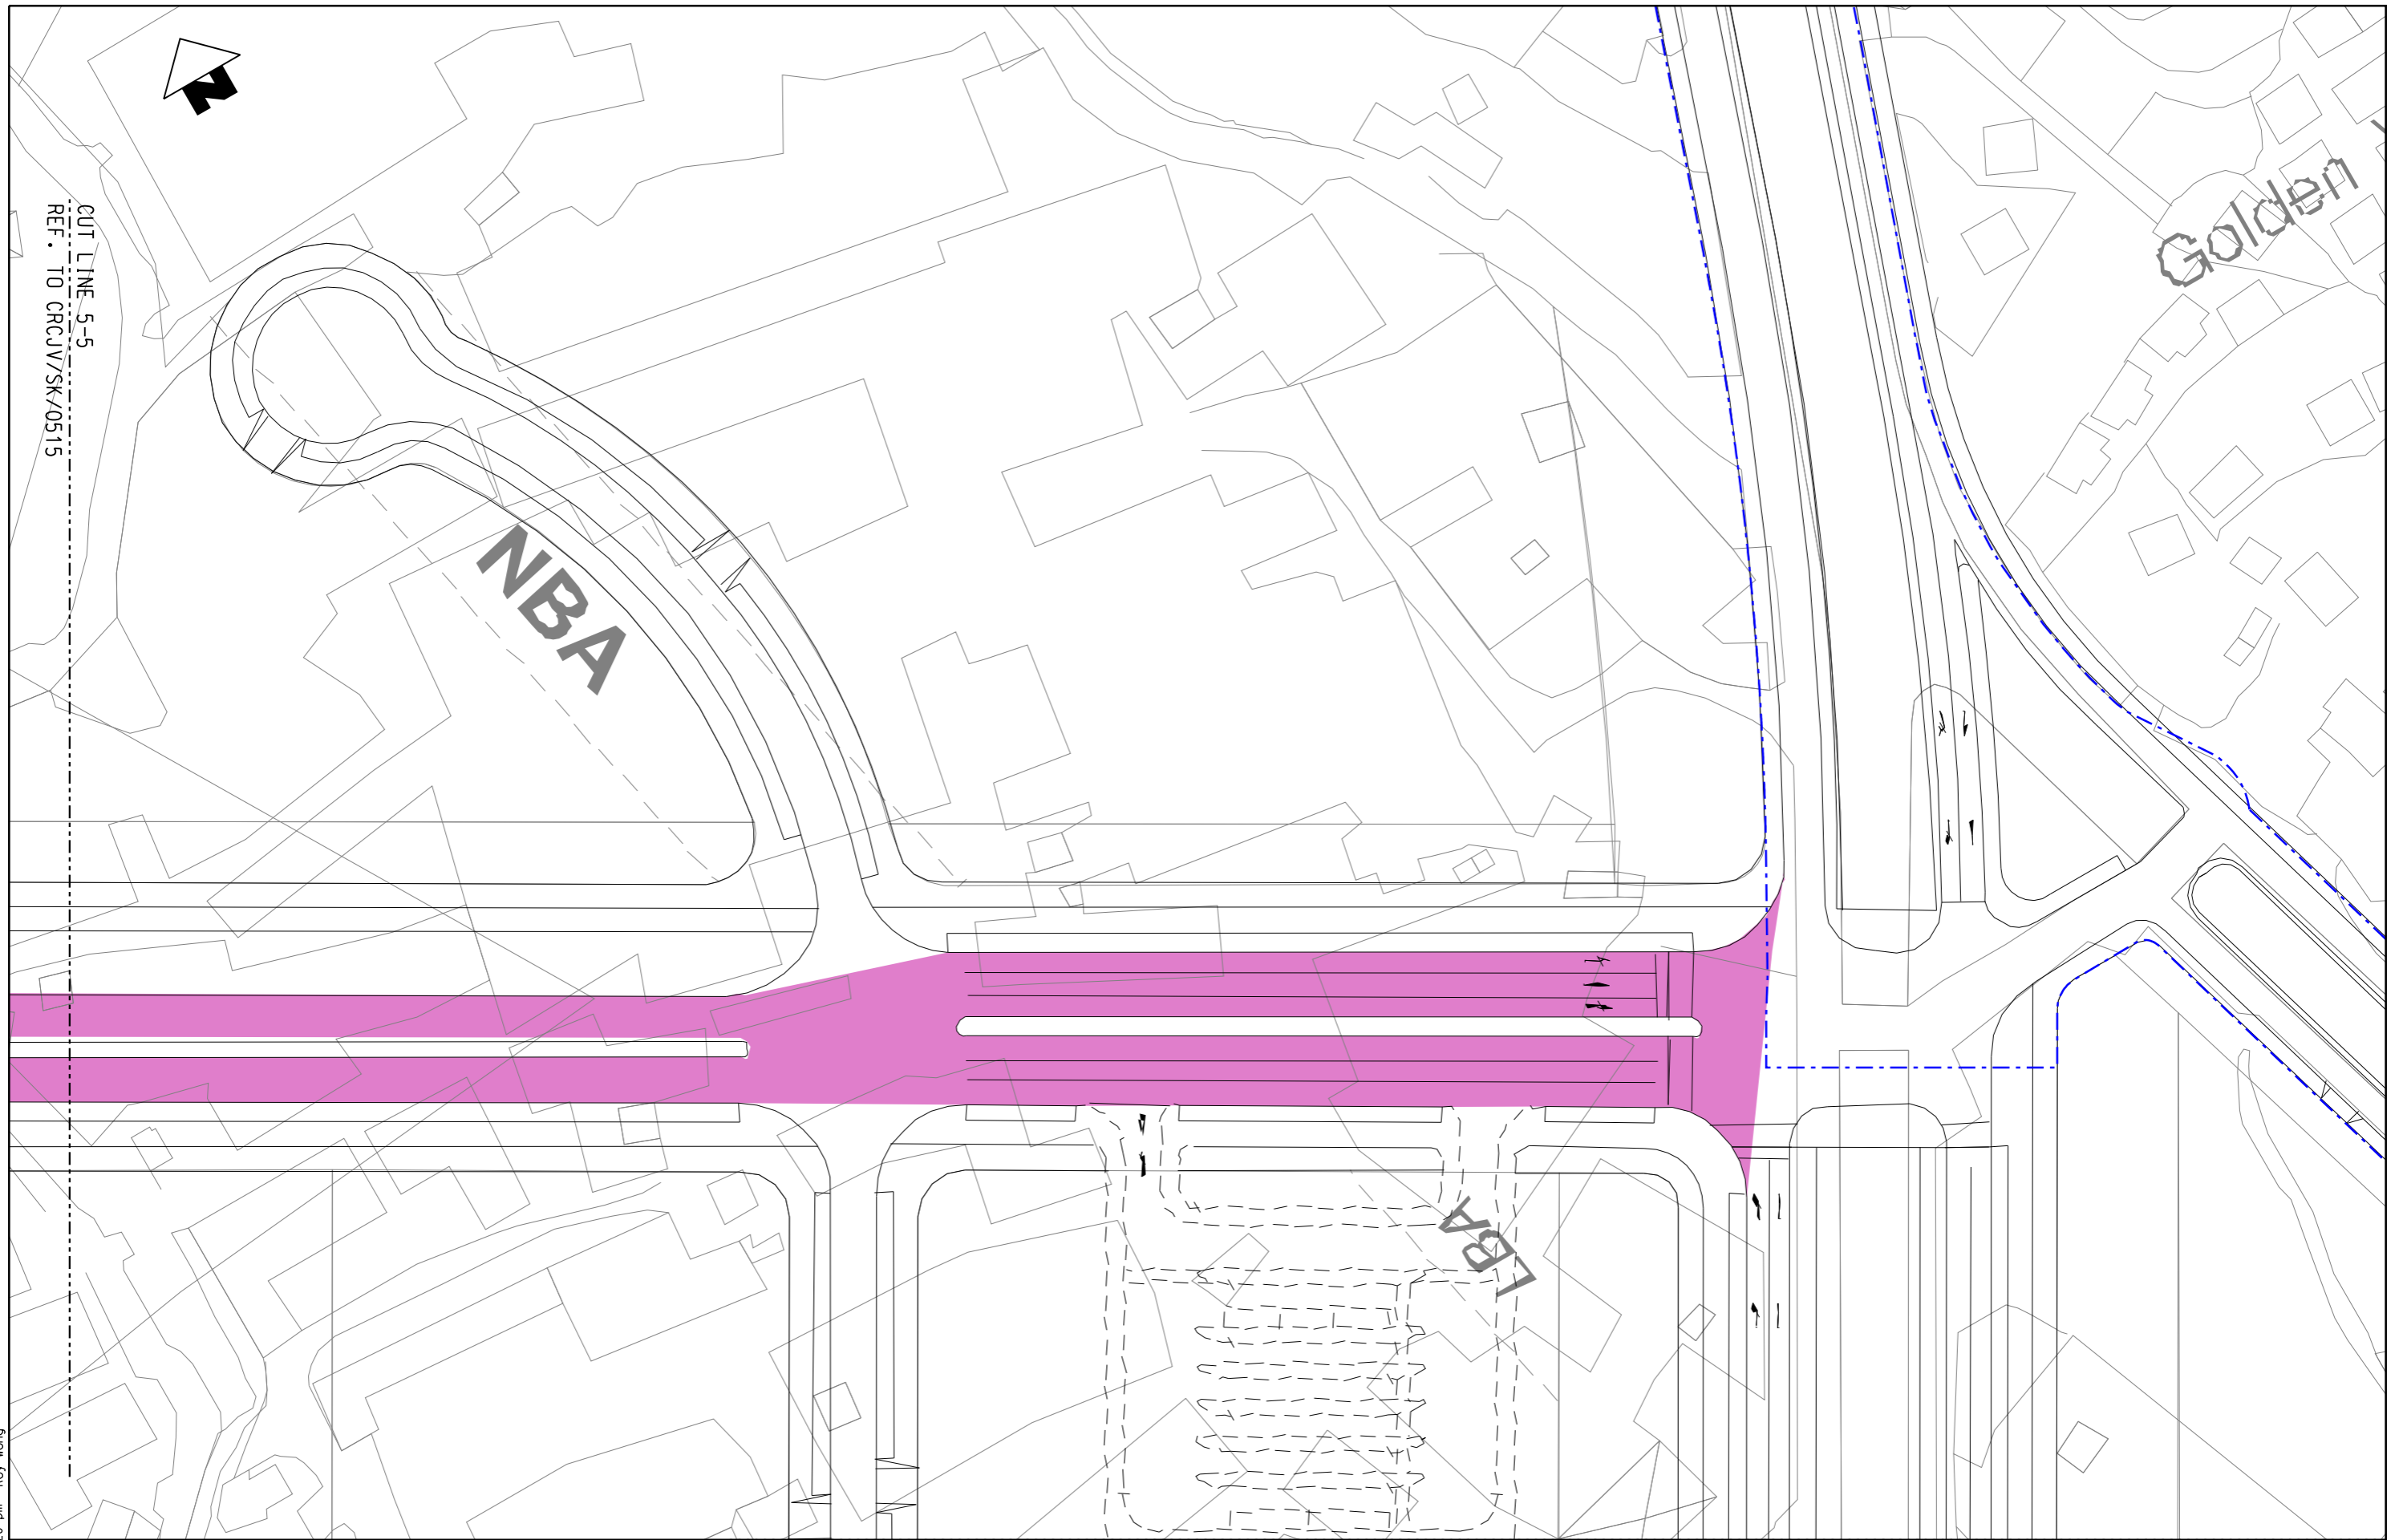 N
CUT LINE 5-5
REF. TO CRCJV/SK/0515
NBA
Golden
LBA